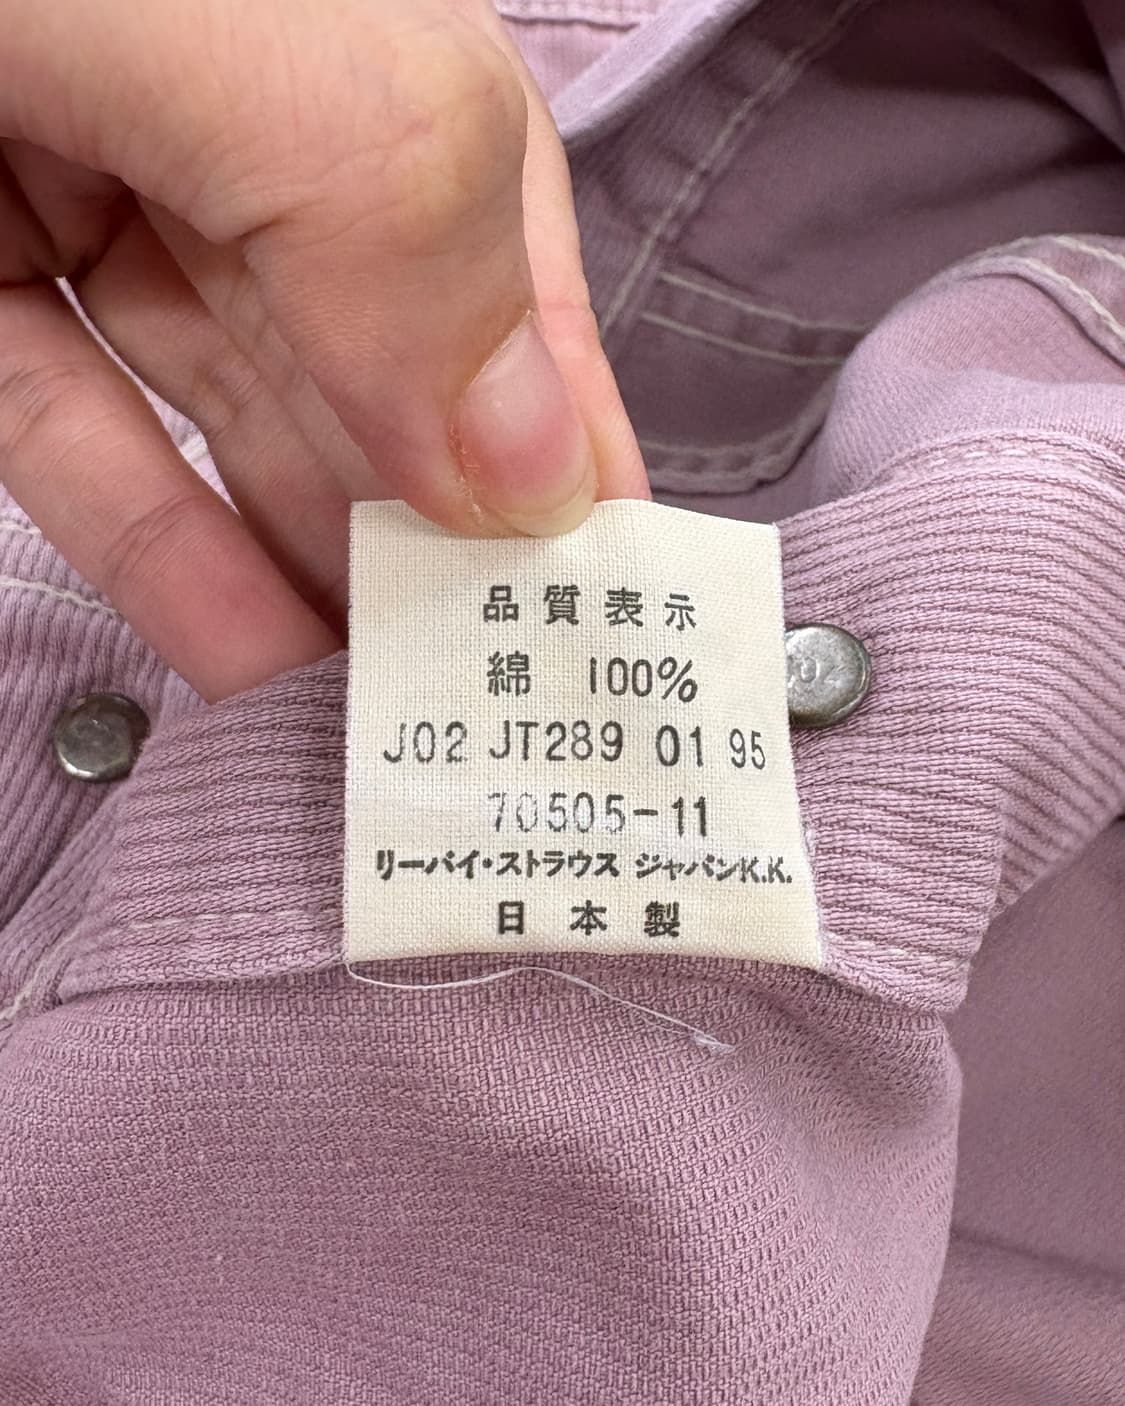 品質表示
綿 100%
J02 JT289 01 95
70505-11
リーバイ・ストラウス ジャパンK.K.
日本製
J02